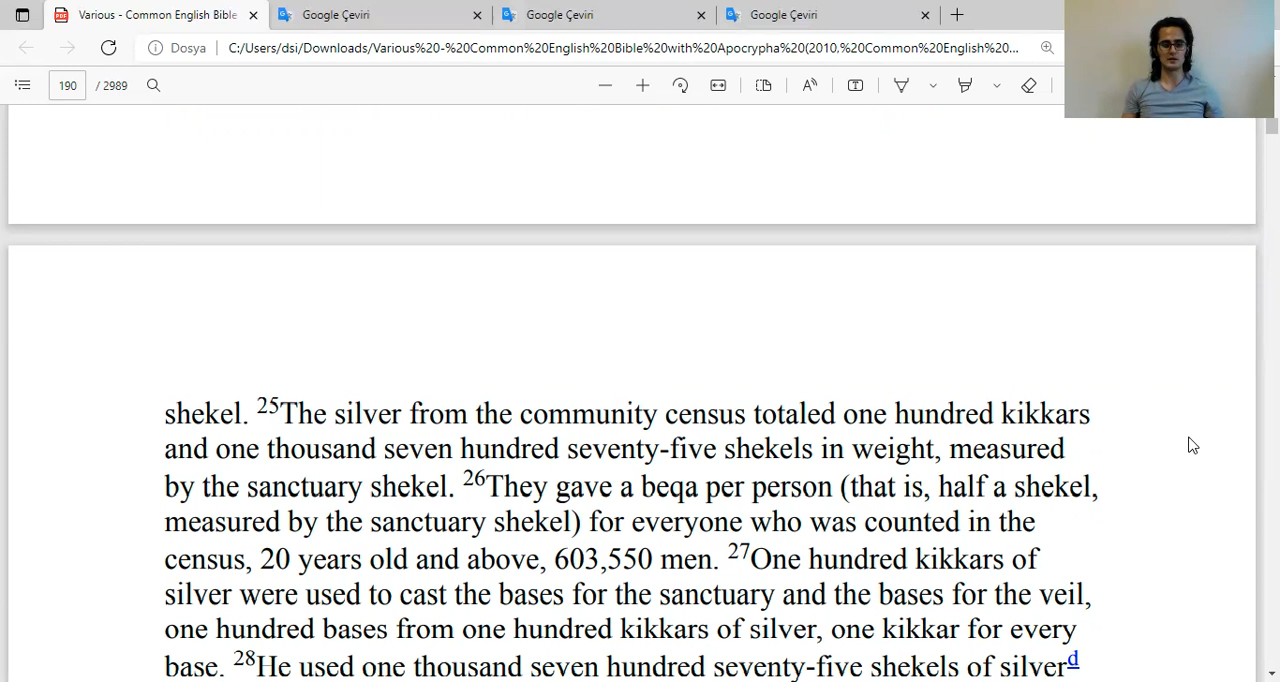 Various - Common English Bible
Google Çeviri
Google Çeviri
Google Çeviri
Dosya
C:/Users/dsi/Downloads/Various%20-%20Common%20English%20Bible%20with%20Apocrypha%20(2010,%20Common%20English%20...
190 / 2989
shekel. 25The silver from the community census totaled one hundred kikkars
and one thousand seven hundred seventy-five shekels in weight, measured
by the sanctuary shekel. 26They gave a beqa per person (that is, half a shekel,
measured by the sanctuary shekel) for everyone who was counted in the
census, 20 years old and above, 603,550 men. 27One hundred kikkars of
silver were used to cast the bases for the sanctuary and the bases for the veil,
one hundred bases from one hundred kikkars of silver, one kikkar for every
base. 28He used one thousand seven hundred seventy-five shekels of silverd